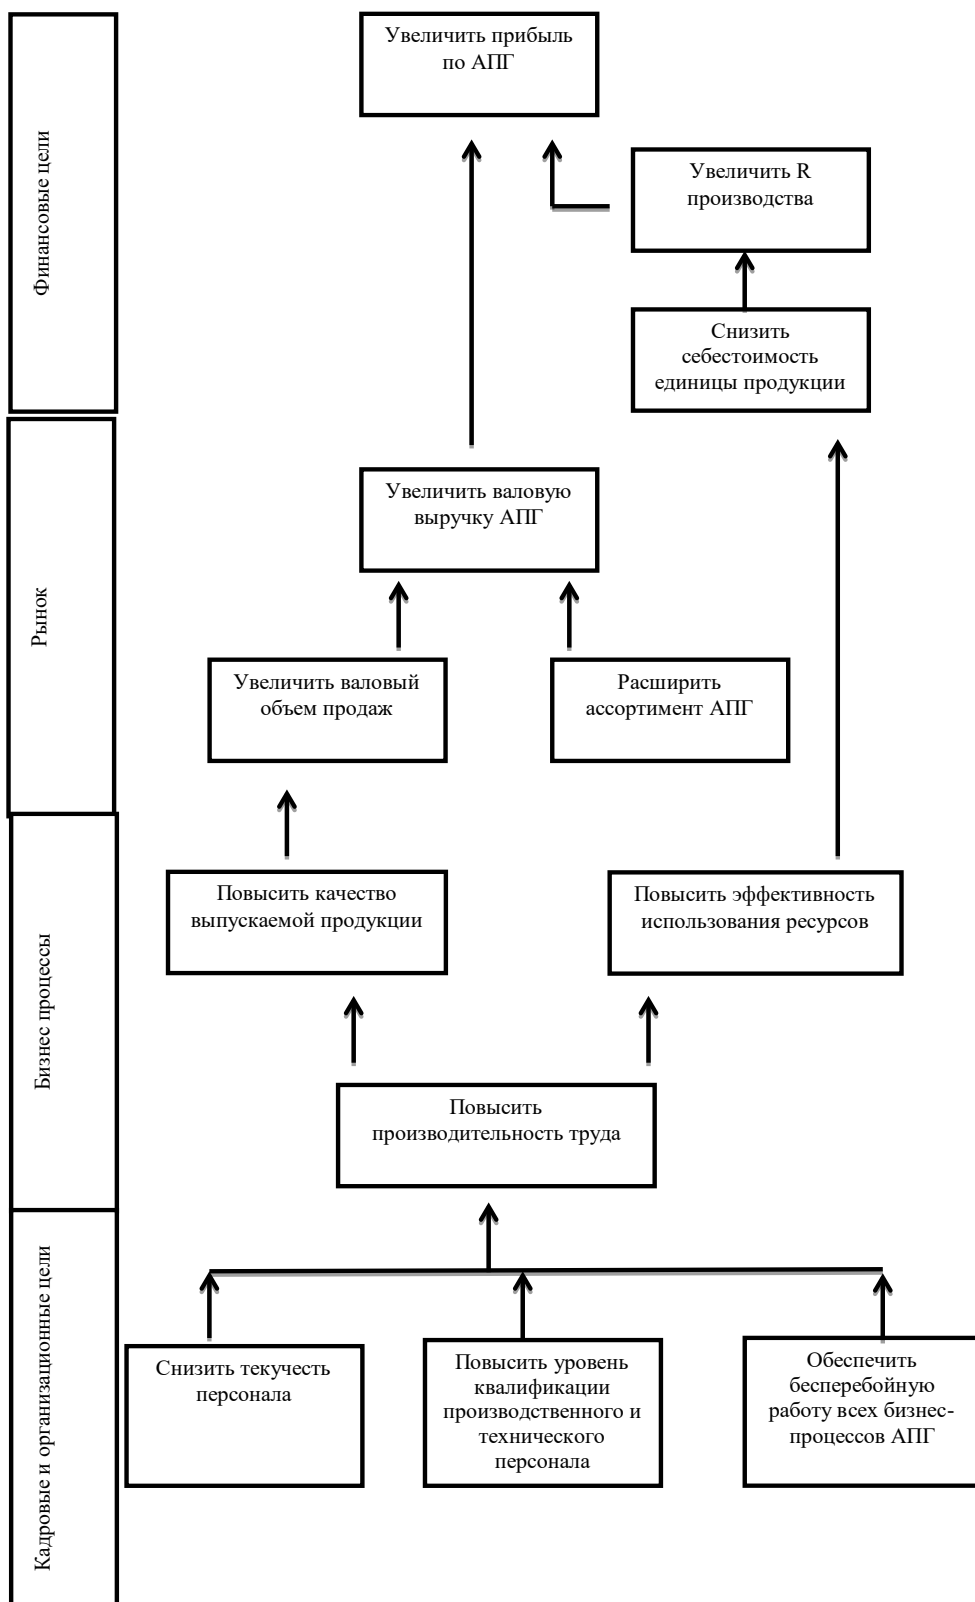 Финансовые цели
Увеличить прибыль
по АПГ
Увеличить R
производства
Снизить
себестоимость
единицы продукции
Рынок
Увеличить валовую
выручку АПГ
Увеличить валовый
объем продаж
Расширить
ассортимент АПГ
Бизнес процессы
Повысить качество
выпускаемой продукции
Повысить эффективность
использования ресурсов
Повысить
производительность труда
Кадровые и организационные цели
Снизить текучесть
персонала
Повысить уровень
квалификации
производственного и
технического
персонала
Обеспечить
бесперебойную
работу всех бизнес-
процессов АПГ